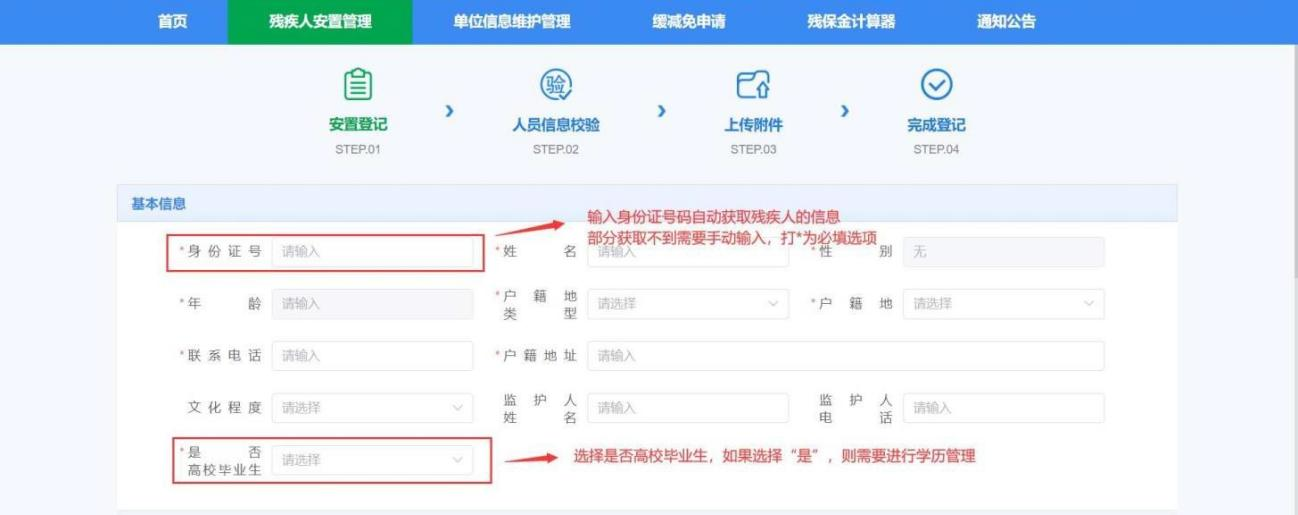 首页 残疾人安置管理 单位信息维护管理 缓减免申请 残保金计算器 通知公告
验
安置登记 人员信息校验 上传附件 完成登记
STEP.01 STEP.02 STEP.03 STEP.04
基本信息
输入身份证号码自动获取残疾人的信息
部分获取不到需要手动输入，打*为必填选项
*身份证号 请输入 *姓名 请输入 *性别 无
*年龄 请输入 *户籍地类型 请选择 *户籍地 请选择
*联系电话 请输入 *户籍地址 请输入
文化程度 请选择 监护人姓名 请输入 监护人电话 请输入
*是否高校毕业生 请选择 选择是否高校毕业生，如果选择“是”，则需要进行学历管理